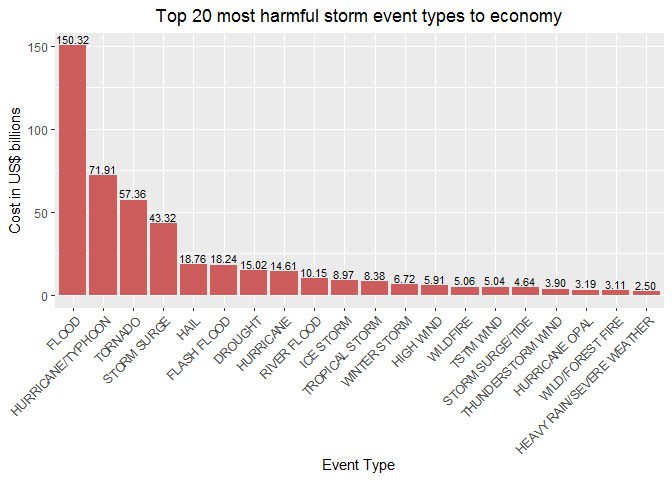 Top 20 most harmful storm event types to economy
Cost in US$ billions
150
100
50
0
150.32
71.91
57.36
43.32
18.76
18.24
15.02
14.61
10.15
8.97
8.38
6.72
5.91
5.06
5.04
4.64
3.90
3.19
3.11
2.50
FLOOD
HURRICANE/TYPHOON
TORNADO
STORM SURGE
HAIL
FLASH FLOOD
DROUGHT
HURRICANE
RIVER FLOOD
ICE STORM
TROPICAL STORM
WINTER STORM
HIGH WIND
WILDFIRE
TSTM WIND
STORM SURGE/TIDE
THUNDERSTORM WIND
HURRICANE OPAL
WILD/FOREST FIRE
HEAVY RAIN/SEVERE WEATHER
Event Type